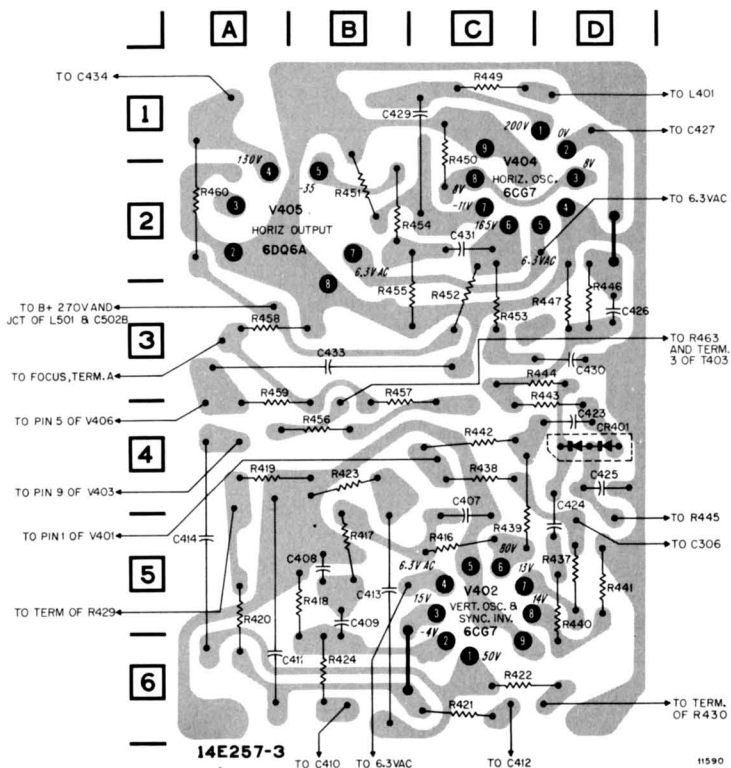 A B C D
TO C434
R449
TO L401
1
C429
200V 1 0V
TO C427
9 2
R450
V404
8V
130V
4 5
8 HORIZ. OSC. 3
R460
-35
R451
8V 6CG7
3
V405
-11V 7 4
TO 6.3VAC
2
HORIZ OUTPUT
R454
165V 6 5
C431
2 6DQ6A 7
6.3VAC
6.3VAC
8
R455
R452
R453
R447
R446
C426
TO B+ 270V AND
JCT OF L501 & C502B
R458
3
TO R463
AND TERM.
3 OF T403
C433
C430
TO FOCUS, TERM. A
R444
R459
R457
R443
TO PIN 5 OF V406
R456
C423
CR401
4
R442
R419
R423
R438
C425
TO PIN 9 OF V403
C407
C424
TO R445
TO PIN 1 OF V401
R439
C414
R417
R416
80V
TO C306
5
C408
6.3V AC
5 6 13V
R437
C413
4 V402 7
R441
15V
14V
R418
VERT. OSC. &
TO TERM OF R429
R420
3 SYNC. INV. 8
C409
R440
-4V 6CG7
2 9
C411
R424
1 50V
6
R422
R421
TO TERM.
OF R430
14E257-3
TO C410 TO 6.3VAC TO C412
11590